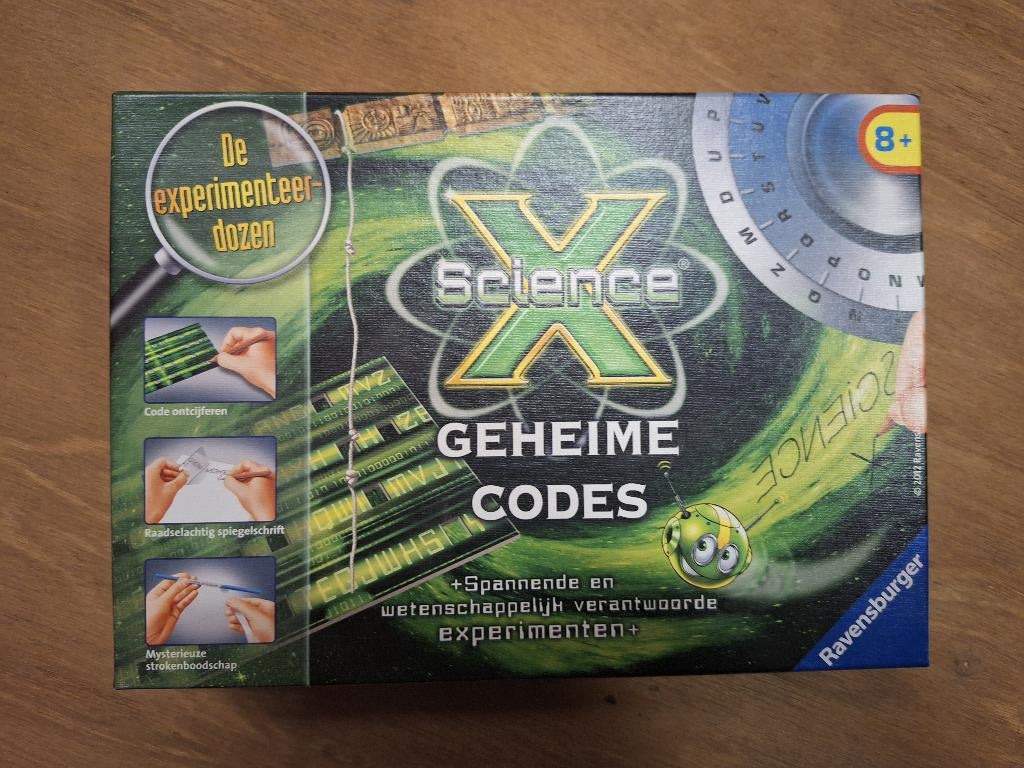 De
experimenteer-
dozen
8+
Science®
GEHEIME
CODES
+Spannende en
wetenschappelijk verantwoorde
experimenten+
Code ontcijferen
Raadselachtig spiegelschrift
Mysterieuze
strokenboodschap
P U D M Z Q N
V U T S R Q P O N
SCIENCE X
Ravensburger